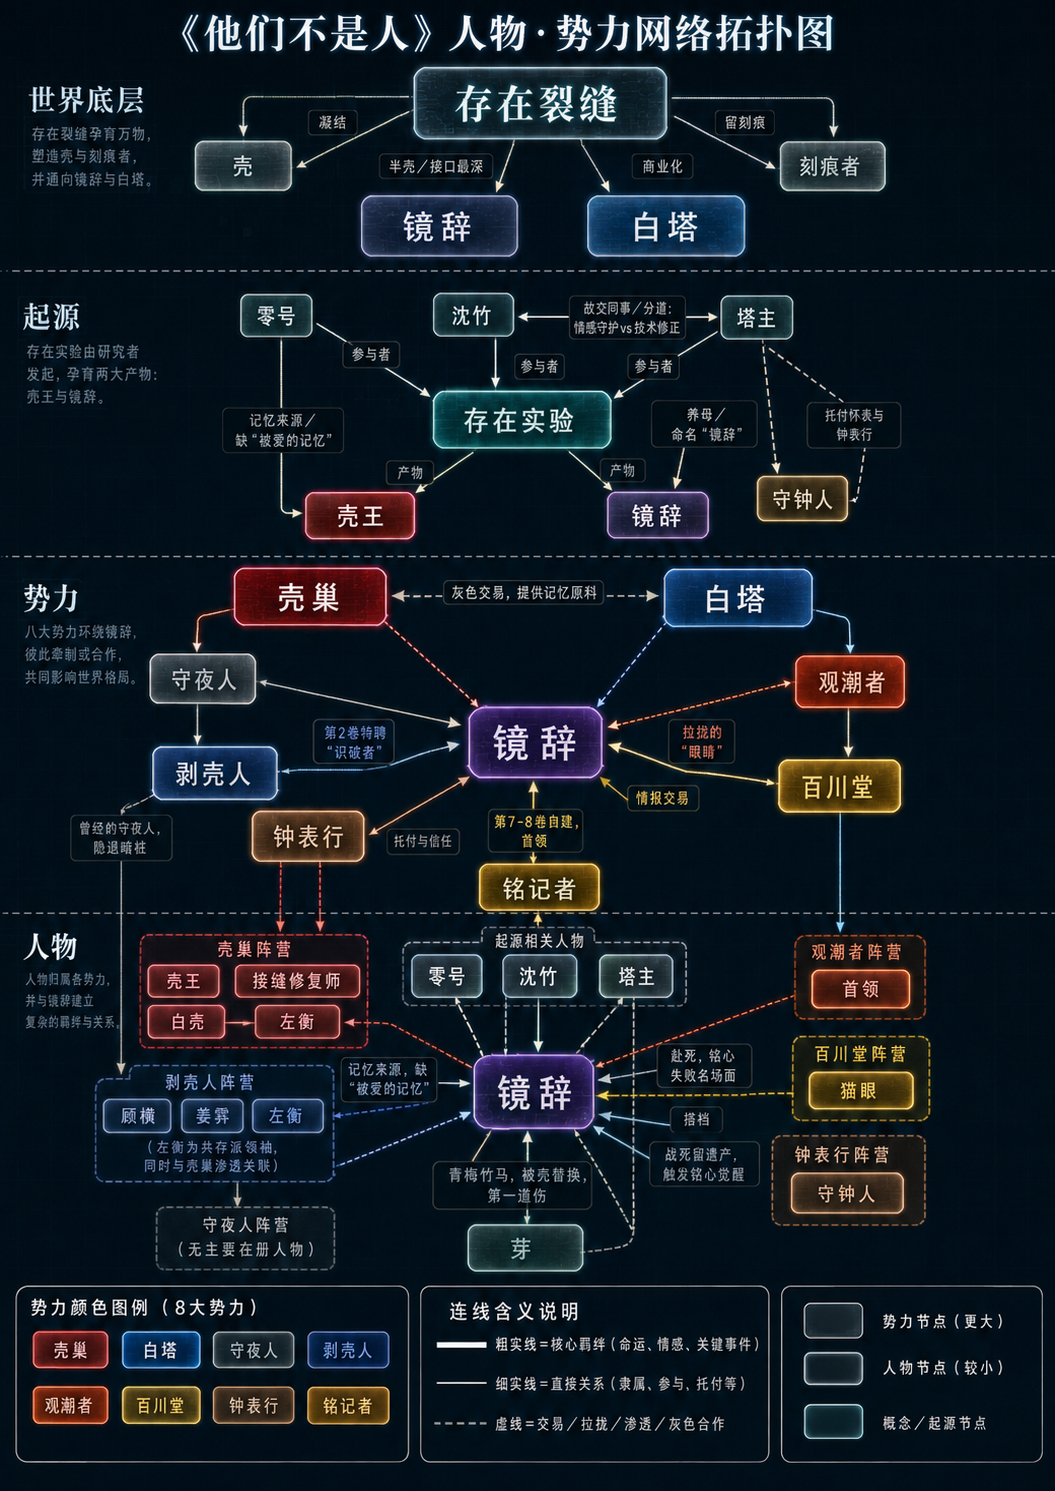 《他们不是人》人物·势力网络拓扑图
世界底层
存在裂缝孕育万物，
塑造壳与刻痕者，
并通向镜辞与白塔。
存在裂缝
凝结
留刻痕
壳
半壳／接口最深
商业化
刻痕者
镜辞
白塔
起源
存在实验由研究者
发起，孕育两大产物：
壳王与镜辞。
零号
沈竹
故交同事／分道：
情感守护vs技术修正
塔主
参与者
参与者
参与者
存在实验
记忆来源／
缺“被爱的记忆”
养母／
命名“镜辞”
托付怀表与
钟表行
产物
产物
壳王
镜辞
守钟人
势力
八大势力环绕镜辞，
彼此牵制或合作，
共同影响世界格局。
壳巢
灰色交易，提供记忆原料
白塔
守夜人
观潮者
第2卷特聘
“识破者”
镜辞
拉拢的
“眼睛”
剥壳人
百川堂
情报交易
曾经的守夜人，
隐退暗桩
钟表行
托付与信任
第7-8卷自建，
首领
铭记者
人物
人物归属各势力，
并与镜辞建立
复杂的羁绊与关系。
壳巢阵营
壳王
接缝修复师
白壳
左衡
起源相关人物
零号
沈竹
塔主
观潮者阵营
首领
剥壳人阵营
顾横
姜霁
左衡
（左衡为共存派领袖，
同时与壳巢渗透关联）
记忆来源，缺
“被爱的记忆”
镜辞
赴死，铭心
失败名场面
搭档
战死留遗产，
触发铭心觉醒
百川堂阵营
猫眼
钟表行阵营
守钟人
青梅竹马，被壳替换，
第一道伤
芽
守夜人阵营
（无主要在册人物）
势力颜色图例（8大势力）
壳巢
白塔
守夜人
剥壳人
观潮者
百川堂
钟表行
铭记者
连线含义说明
粗实线=核心羁绊（命运、情感、关键事件）
细实线=直接关系（隶属、参与、托付等）
虚线=交易／拉拢／渗透／灰色合作
势力节点（更大）
人物节点（较小）
概念／起源节点